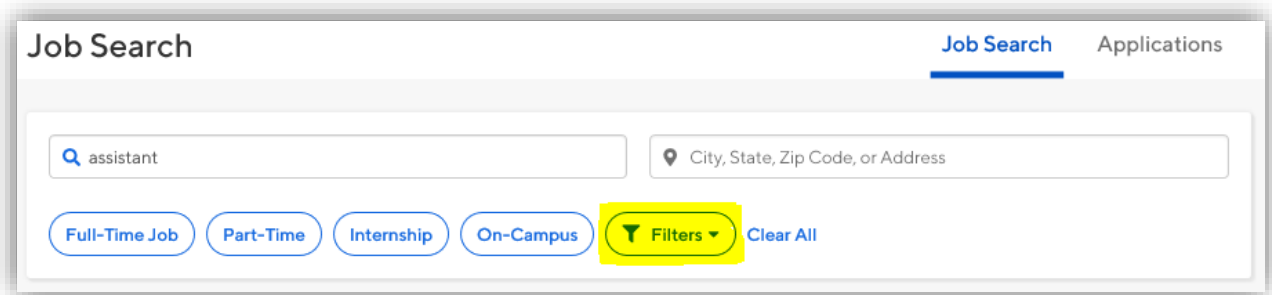 Job Search
Job Search Applications
assistant
City, State, Zip Code, or Address
Full-Time Job Part-Time Internship On-Campus Filters Clear All